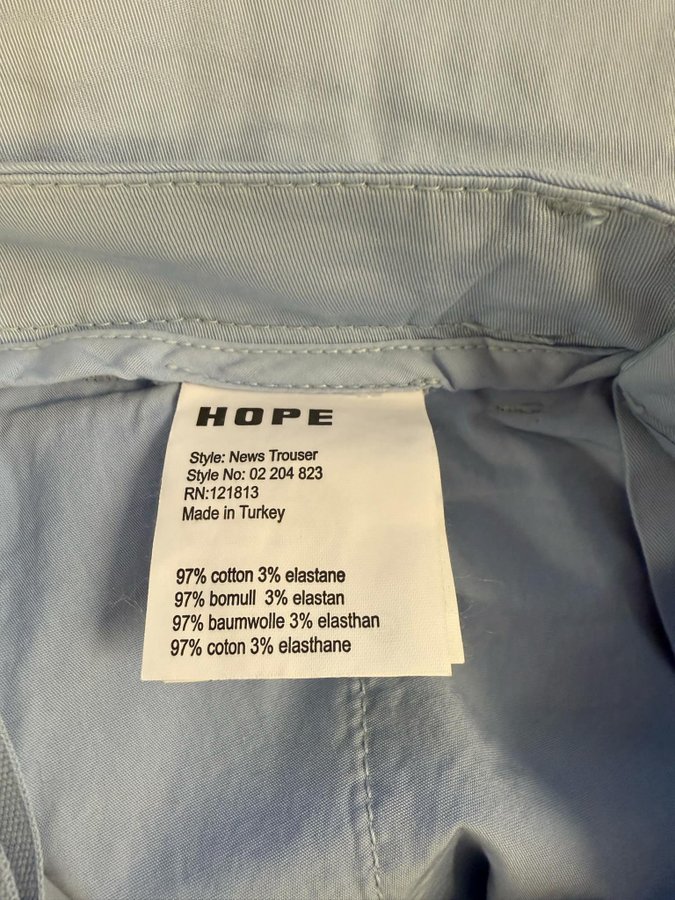 HOPE
Style: News Trouser
Style No: 02 204 823
RN:121813
Made in Turkey
97% cotton 3% elastane
97% bomull 3% elastan
97% baumwolle 3% elasthan
97% coton 3% elasthane